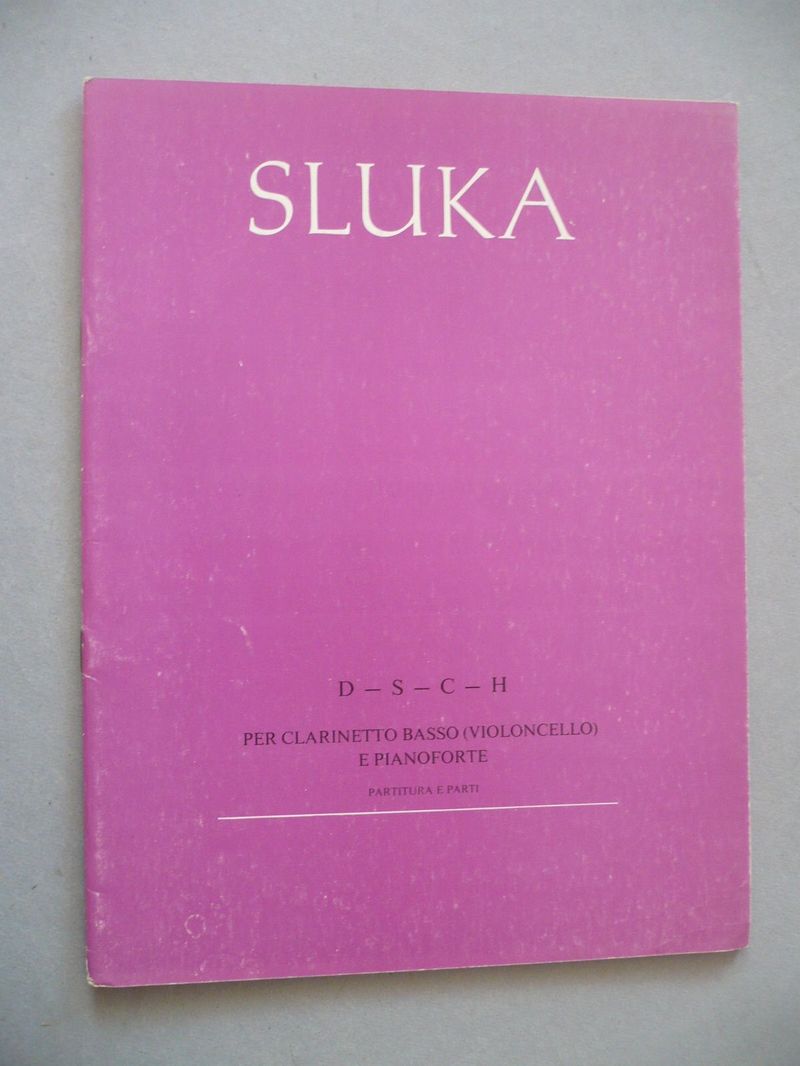 SLUKA
D – S – C – H
PER CLARINETTO BASSO (VIOLONCELLO)
E PIANOFORTE
PARTITURA E PARTI